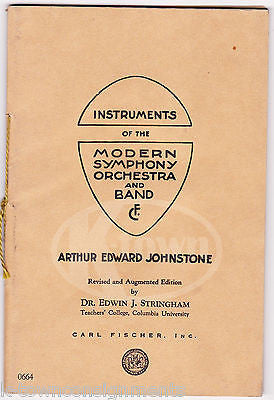 INSTRUMENTS
OF THE
MODERN
SYMPHONY
ORCHESTRA
AND
BAND
CF
ARTHUR EDWARD JOHNSTONE
Revised and Augmented Edition
by
DR. EDWIN J. STRINGHAM
Teachers' College, Columbia University
CARL FISCHER, INC.
0664